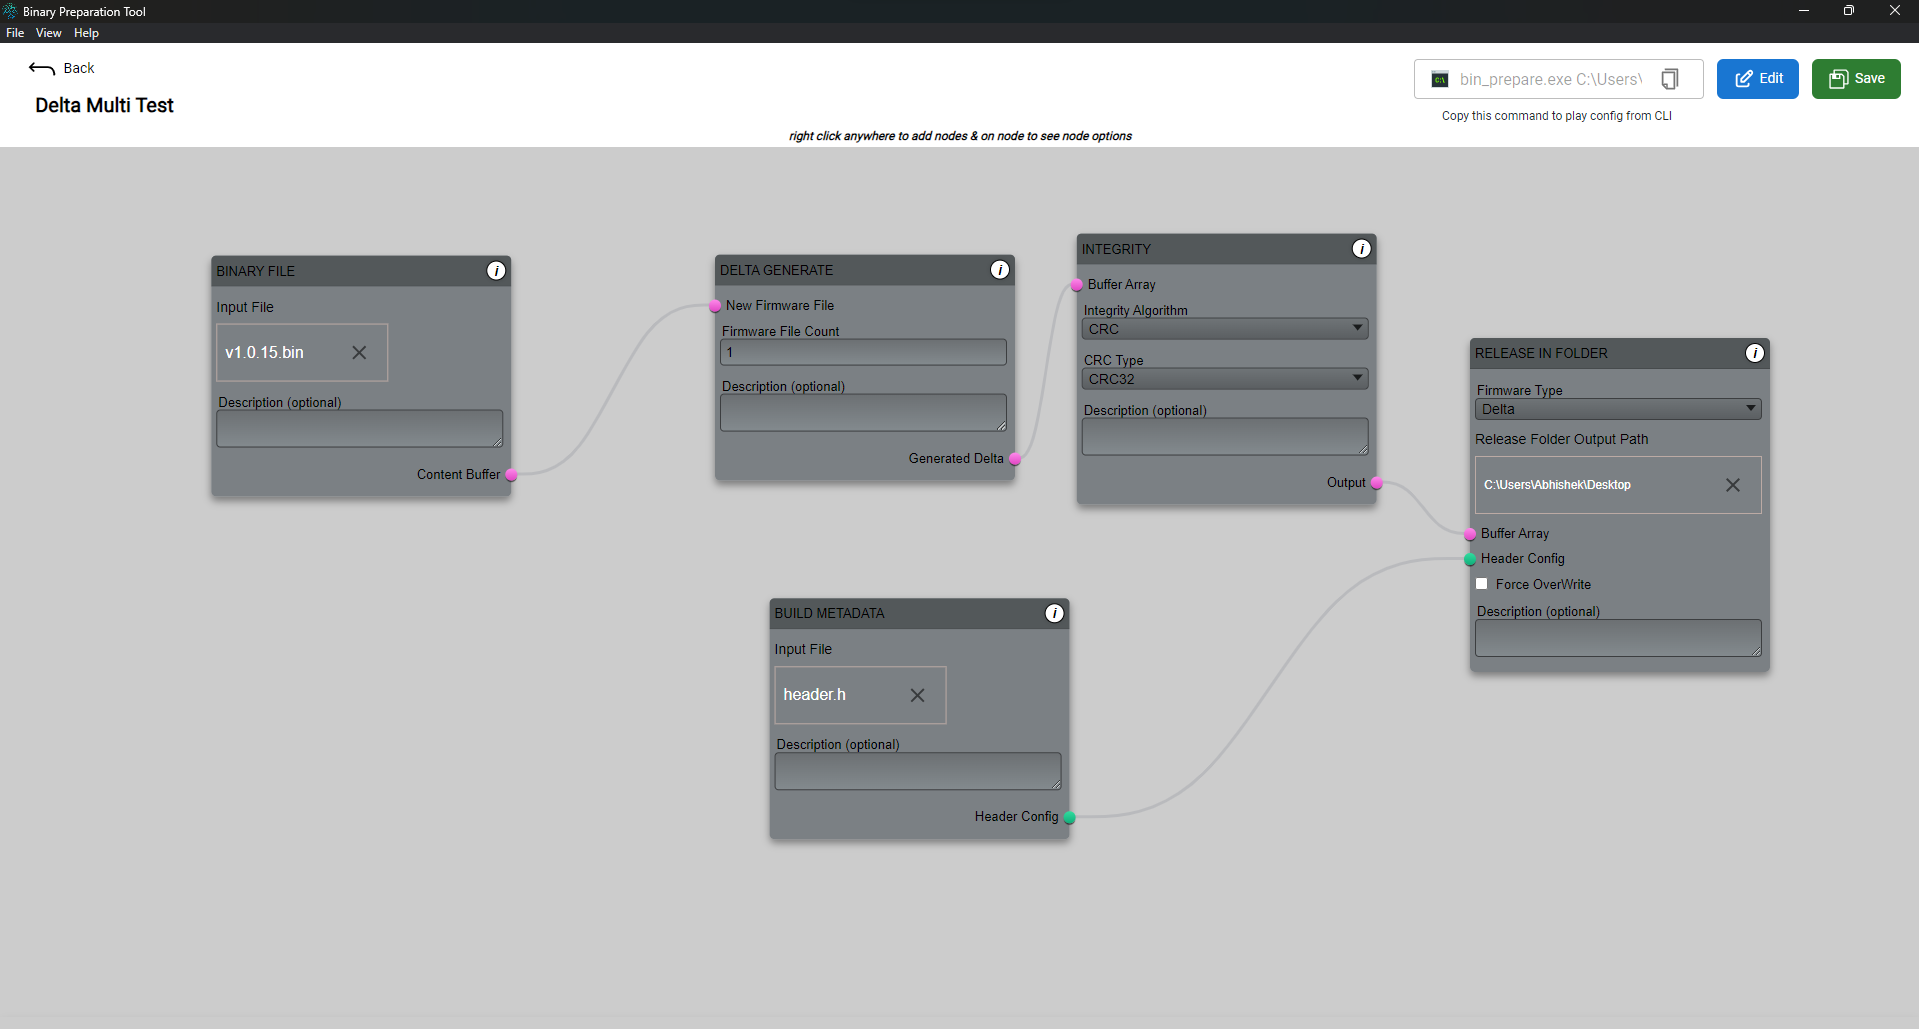 Binary Preparation Tool
File View Help
Back
Delta Multi Test
bin_prepare.exe C:\Users\
Edit
Save
Copy this command to play config from CLI
right click anywhere to add nodes & on node to see node options
BINARY FILE
i
Input File
v1.0.15.bin
Description (optional)
Content Buffer
DELTA GENERATE
i
New Firmware File
Firmware File Count
1
Description (optional)
Generated Delta
INTEGRITY
i
Buffer Array
Integrity Algorithm
CRC
CRC Type
CRC32
Description (optional)
Output
RELEASE IN FOLDER
i
Firmware Type
Delta
Release Folder Output Path
C:\Users\Abhishek\Desktop
Buffer Array
Header Config
Force OverWrite
Description (optional)
BUILD METADATA
i
Input File
header.h
Description (optional)
Header Config